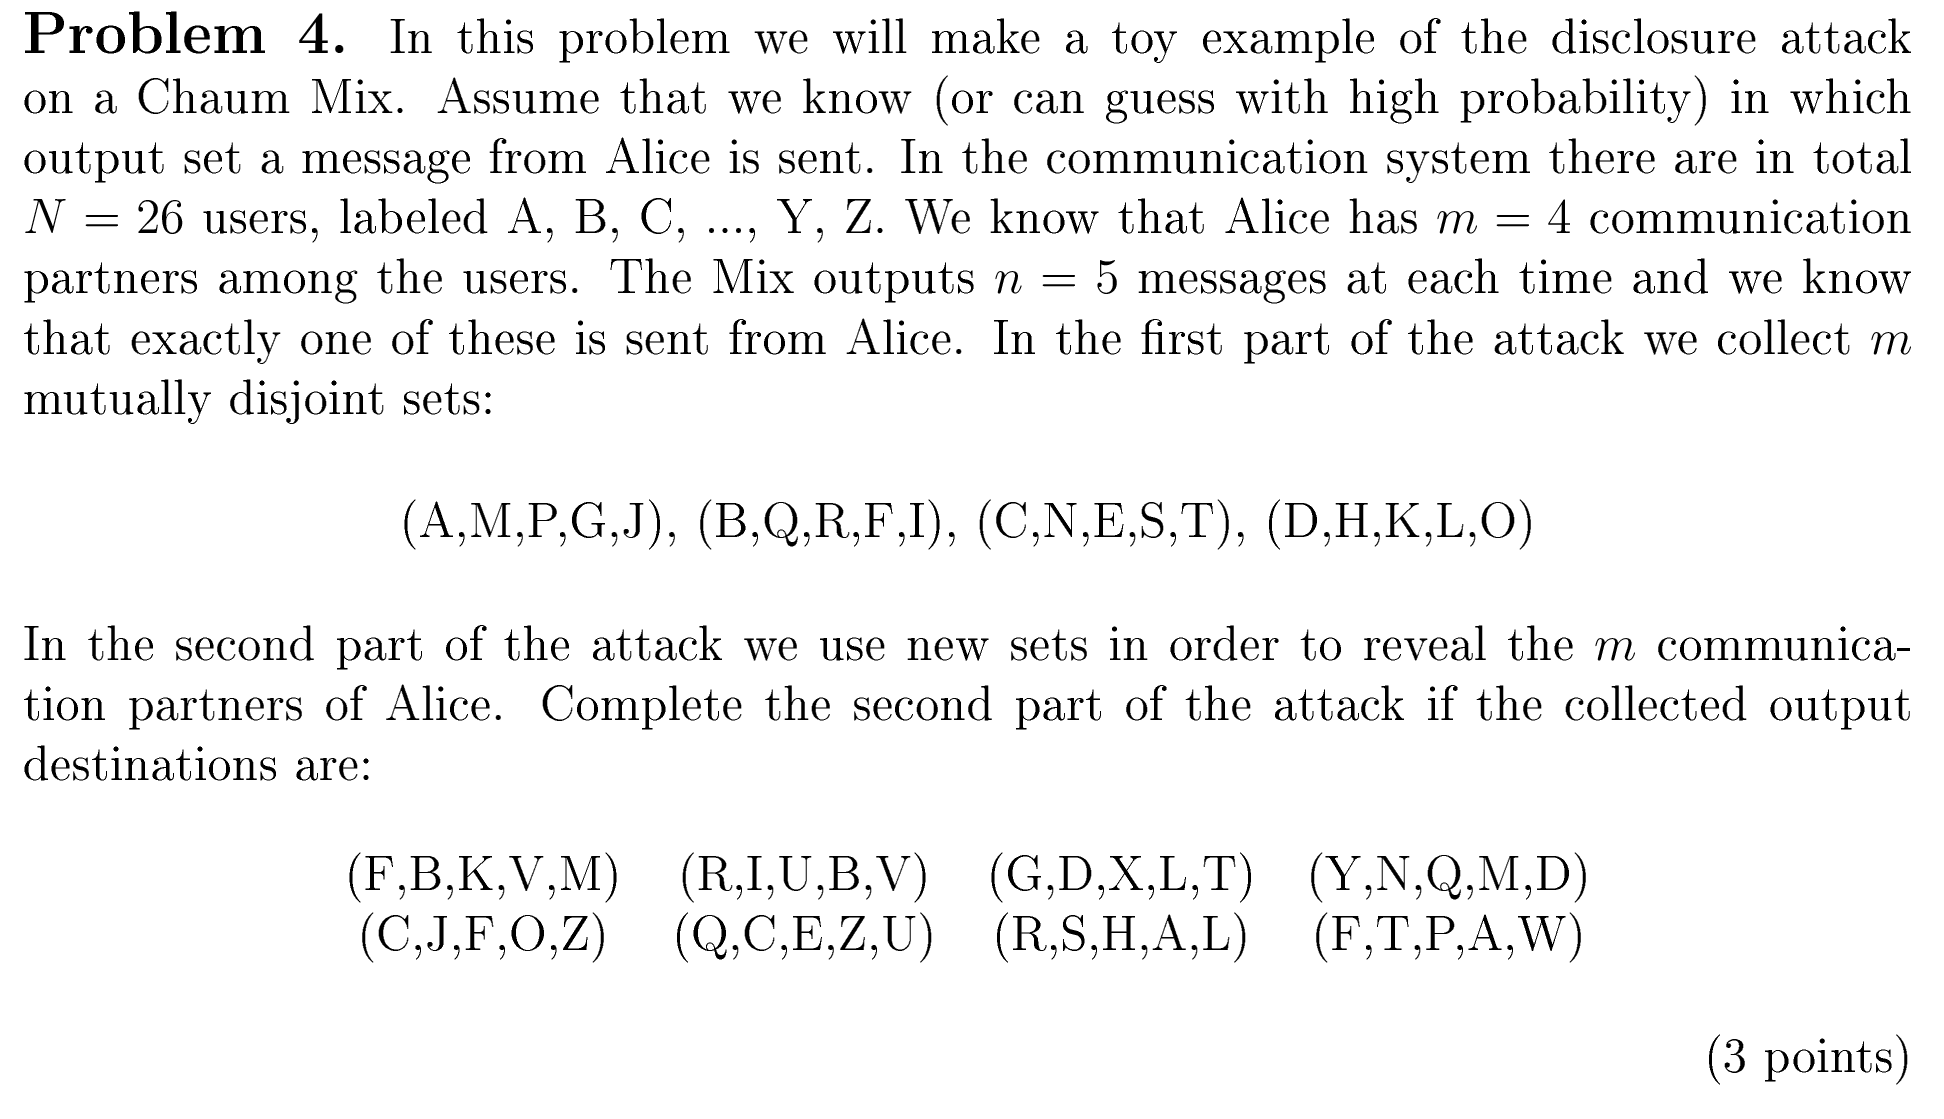 Problem 4. In this problem we will make a toy example of the disclosure attack
on a Chaum Mix. Assume that we know (or can guess with high probability) in which
output set a message from Alice is sent. In the communication system there are in total
N = 26 users, labeled A, B, C, ..., Y, Z. We know that Alice has m = 4 communication
partners among the users. The Mix outputs n = 5 messages at each time and we know
that exactly one of these is sent from Alice. In the first part of the attack we collect m
mutually disjoint sets:
(A,M,P,G,J), (B,Q,R,F,I), (C,N,E,S,T), (D,H,K,L,O)
In the second part of the attack we use new sets in order to reveal the m communica-
tion partners of Alice. Complete the second part of the attack if the collected output
destinations are:
(F,B,K,V,M) (R,I,U,B,V) (G,D,X,L,T) (Y,N,Q,M,D)
(C,J,F,O,Z) (Q,C,E,Z,U) (R,S,H,A,L) (F,T,P,A,W)
(3 points)